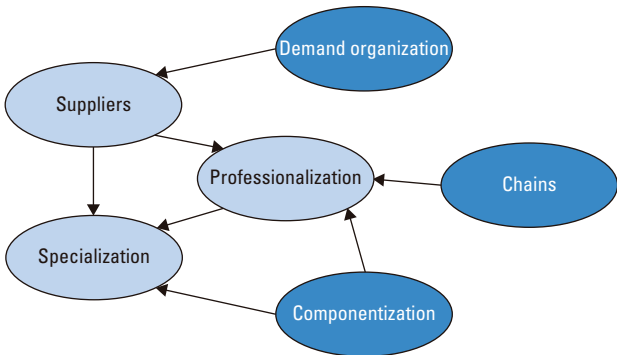 Demand organization
Suppliers
Professionalization
Chains
Specialization
Componentization